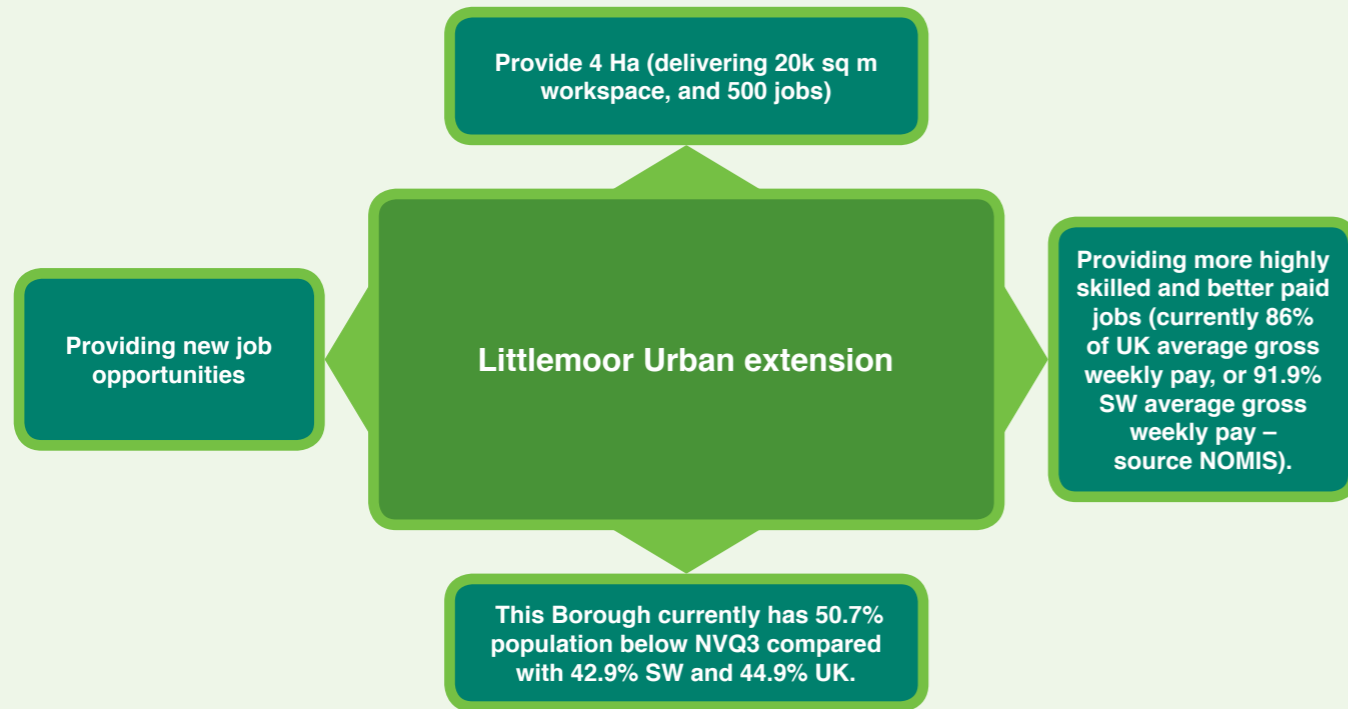 Provide 4 Ha (delivering 20k sq m
workspace, and 500 jobs)
Providing new job
opportunities
Littlemoor Urban extension
Providing more highly
skilled and better paid
jobs (currently 86%
of UK average gross
weekly pay, or 91.9%
SW average gross
weekly pay –
source NOMIS).
This Borough currently has 50.7%
population below NVQ3 compared
with 42.9% SW and 44.9% UK.